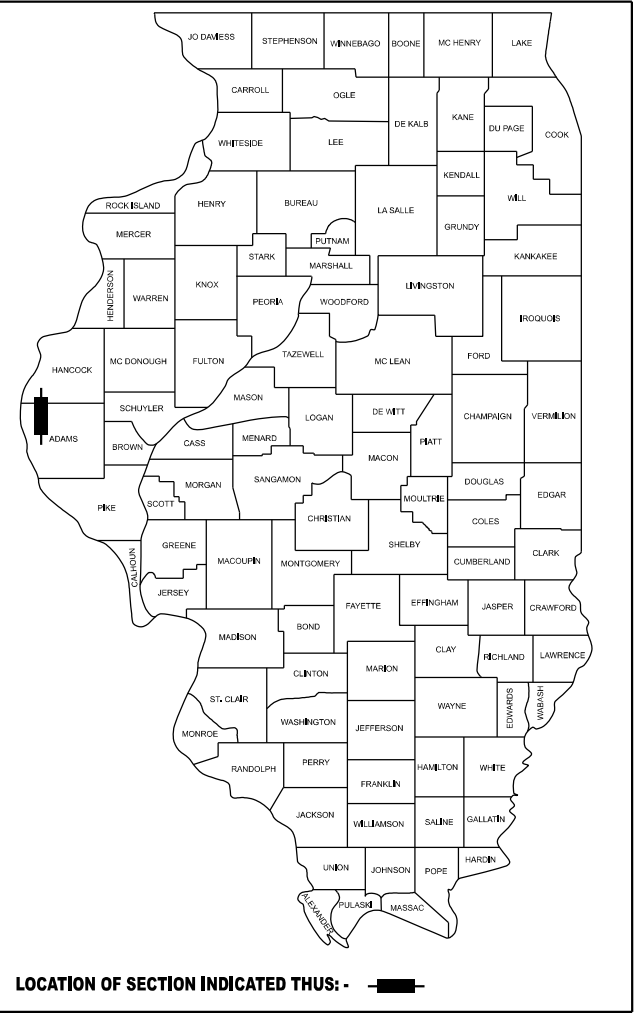 JO DAVIESS STEPHENSON WINNEBAGO BOONE MC HENRY LAKE
CARROLL OGLE
DE KALB KANE DU PAGE COOK
WHITESIDE LEE
KENDALL
ROCK ISLAND HENRY BUREAU LA SALLE WILL
MERCER PUTNAM GRUNDY
STARK MARSHALL KANKAKEE
HENDERSON WARREN KNOX PEORIA WOODFORD LIVINGSTON
IROQUOIS
HANCOCK MC DONOUGH FULTON TAZEWELL MC LEAN FORD
MASON
SCHUYLER LOGAN DE WITT CHAMPAIGN VERMILION
ADAMS BROWN CASS MENARD MACON PIATT
MORGAN SANGAMON DOUGLAS
PIKE SCOTT CHRISTIAN MOULTRIE COLES EDGAR
GREENE MACOUPIN MONTGOMERY SHELBY CUMBERLAND CLARK
CALHOUN JERSEY
FAYETTE EFFINGHAM JASPER CRAWFORD
MADISON BOND
CLAY RICHLAND LAWRENCE
CLINTON MARION
ST. CLAIR WAYNE EDWARDS WABASH
MONROE WASHINGTON JEFFERSON
RANDOLPH PERRY HAMILTON WHITE
FRANKLIN
JACKSON WILLIAMSON SALINE GALLATIN
UNION JOHNSON POPE HARDIN
ALEXANDER PULASKI MASSAC
LOCATION OF SECTION INDICATED THUS: -